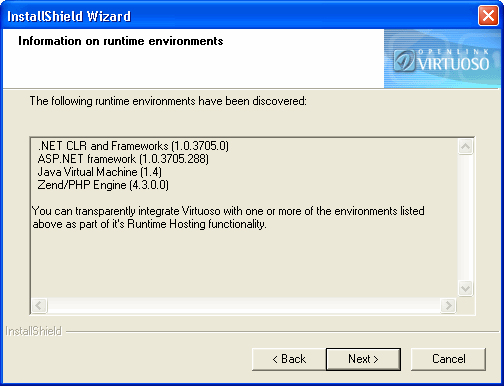 InstallShield Wizard
Information on runtime environments
OPENLINK
VIRTUOSO
The following runtime environments have been discovered:
.NET CLR and Frameworks (1.0.3705.0)
ASP.NET framework (1.0.3705.288)
Java Virtual Machine (1.4)
Zend/PHP Engine (4.3.0.0)
You can transparently integrate Virtuoso with one or more of the environments listed
above as part of it's Runtime Hosting functionality.
InstallShield
< Back
Next >
Cancel